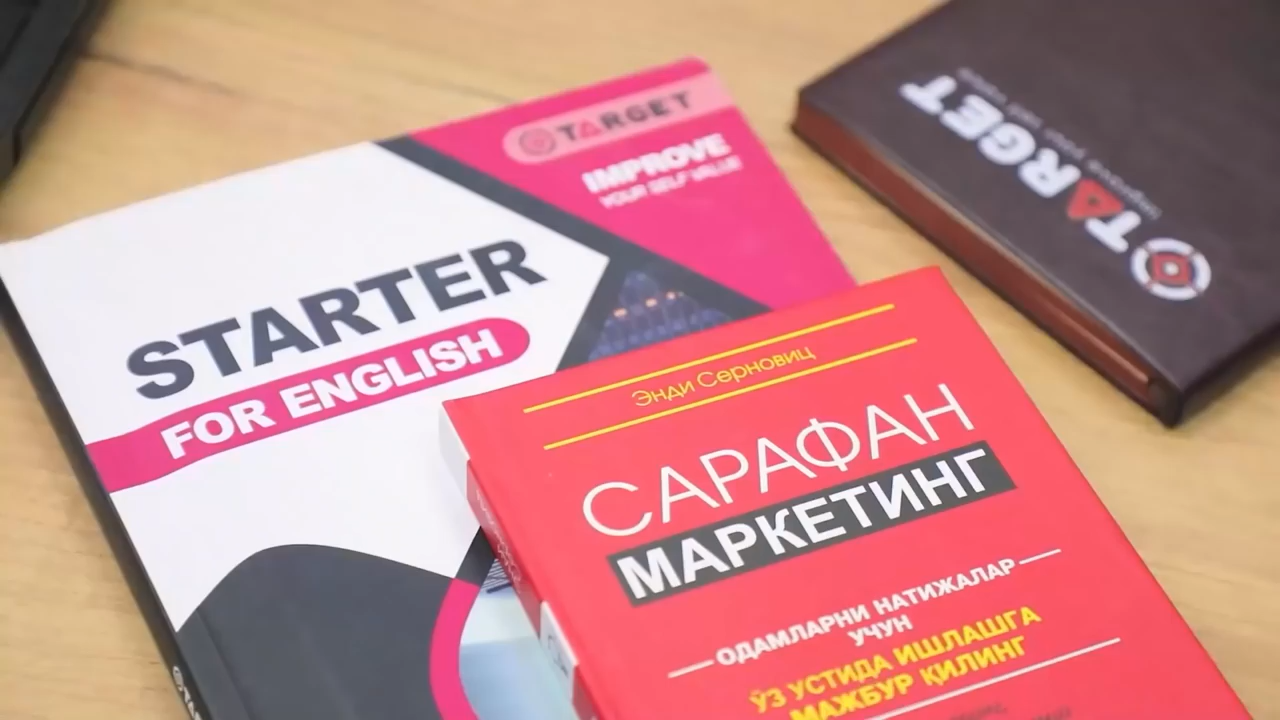 TARGET
IMPROVE
YOUR SELF VALUE
STARTER
FOR ENGLISH
Энди Серновиц
САРАФАН
МАРКЕТИНГ
ОДАМЛАРНИ НАТИЖАЛАР
УЧУН
ЎЗ УСТИДА ИШЛАШГА
МАЖБУР ҚИЛИНГ
TARGET